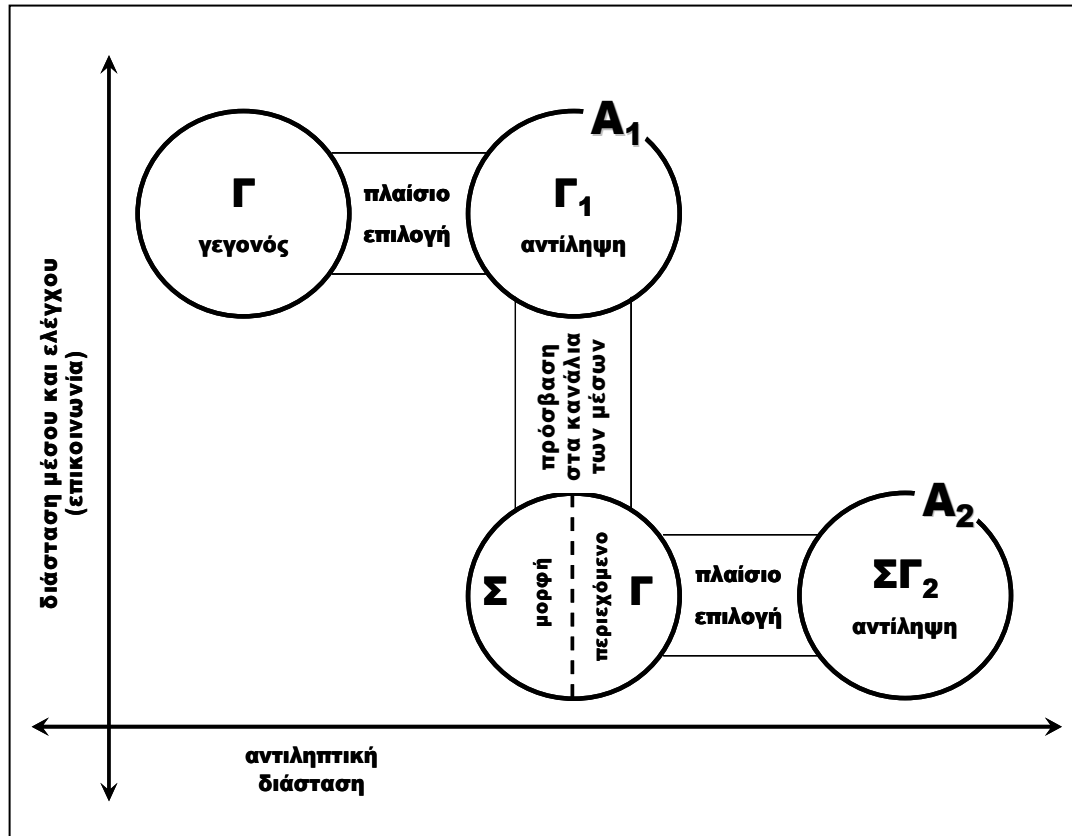 διάσταση μέσου και ελέγχου
(επικοινωνία)
Γ
γεγονός
πλαίσιο
επιλογή
Α₁
Γ₁
αντίληψη
πρόσβαση
στα κανάλια
των μέσων
Σ
μορφή
περιεχόμενο
Γ
πλαίσιο
επιλογή
Α₂
ΣΓ₂
αντίληψη
αντιληπτική
διάσταση